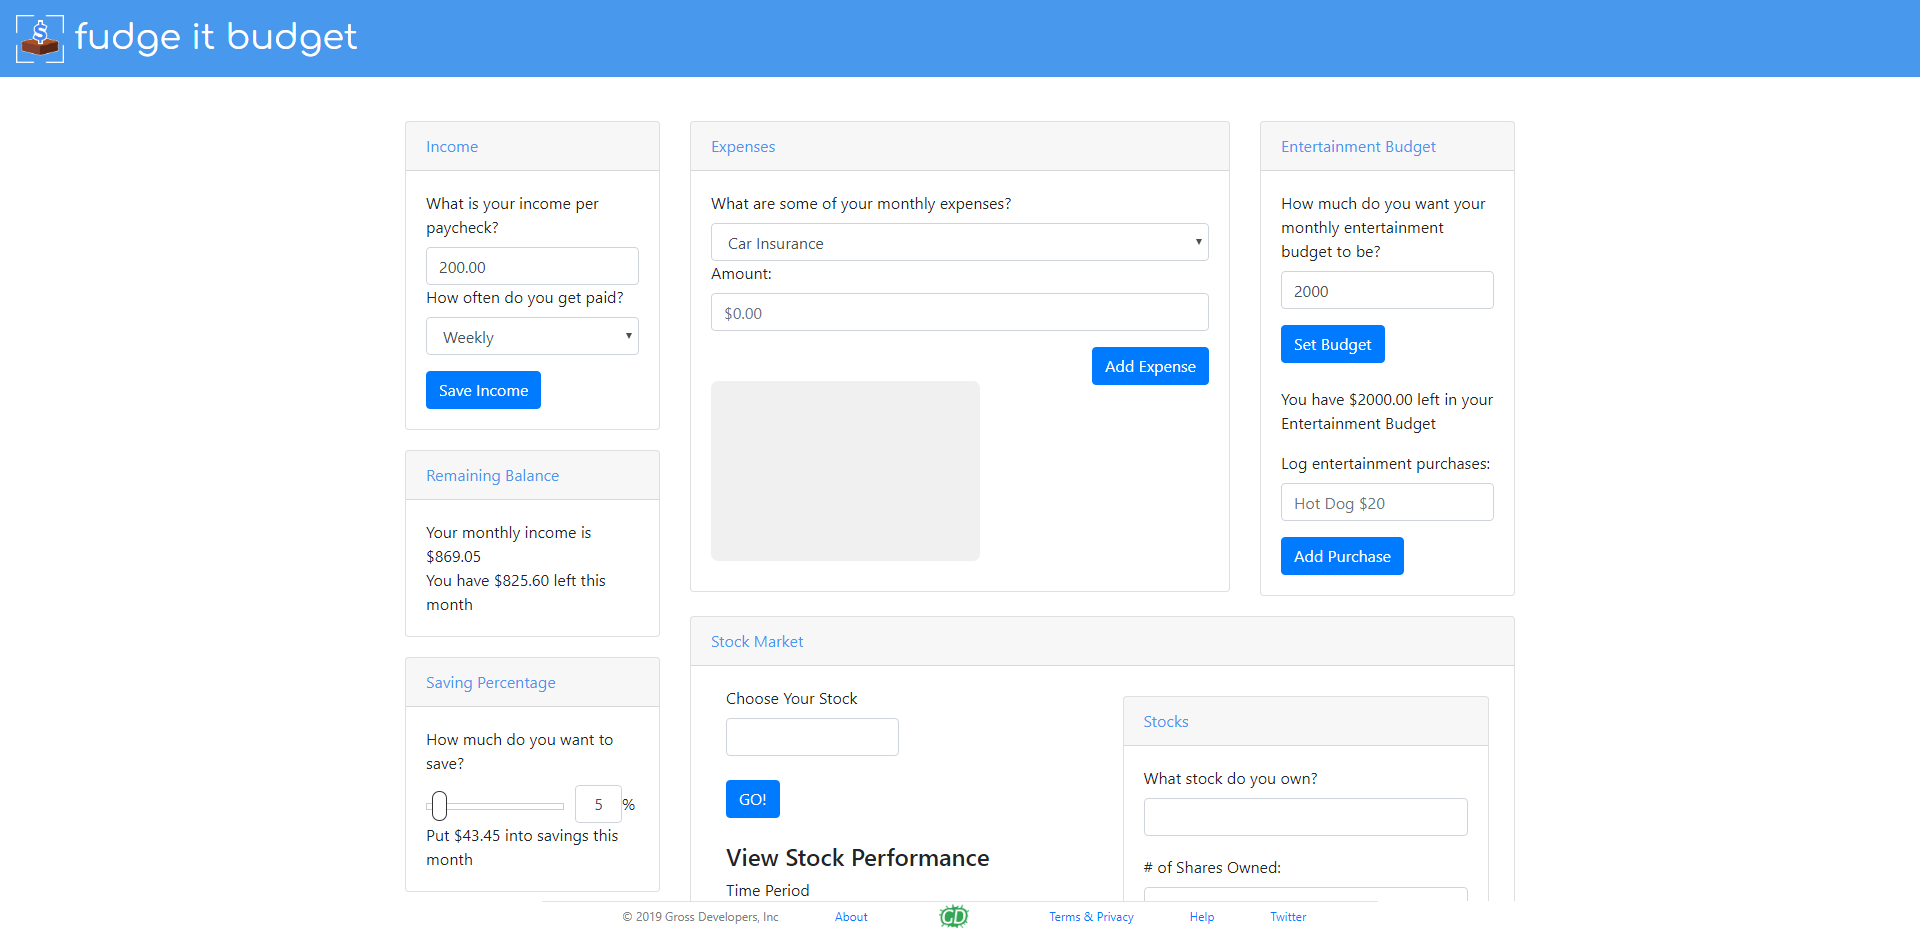 fudge it budget
Income
What is your income per
paycheck?
200.00
How often do you get paid?
Weekly
Save Income
Remaining Balance
Your monthly income is
$869.05
You have $825.60 left this
month
Saving Percentage
How much do you want to
save?
5 %
Put $43.45 into savings this
month
Expenses
What are some of your monthly expenses?
Car Insurance
Amount:
$0.00
Add Expense
Entertainment Budget
How much do you want your
monthly entertainment
budget to be?
2000
Set Budget
You have $2000.00 left in your
Entertainment Budget
Log entertainment purchases:
Hot Dog $20
Add Purchase
Stock Market
Choose Your Stock
GO!
View Stock Performance
Time Period
Stocks
What stock do you own?
# of Shares Owned:
© 2019 Gross Developers, Inc About GD Terms & Privacy Help Twitter